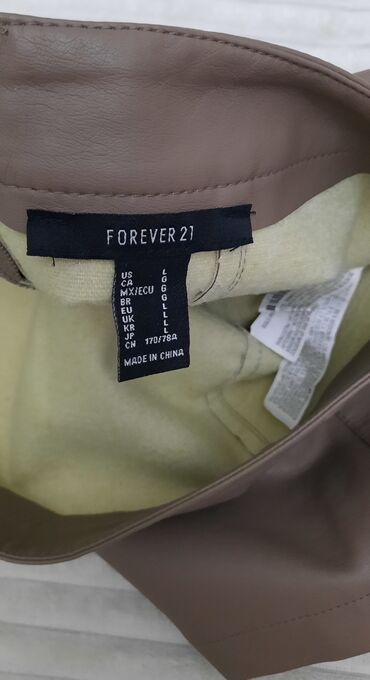 FOREVER 21
US L
CA G
MX/ECU G
BR G
EU L
UK L
KR L
JP L
CN 170/78A
MADE IN CHINA